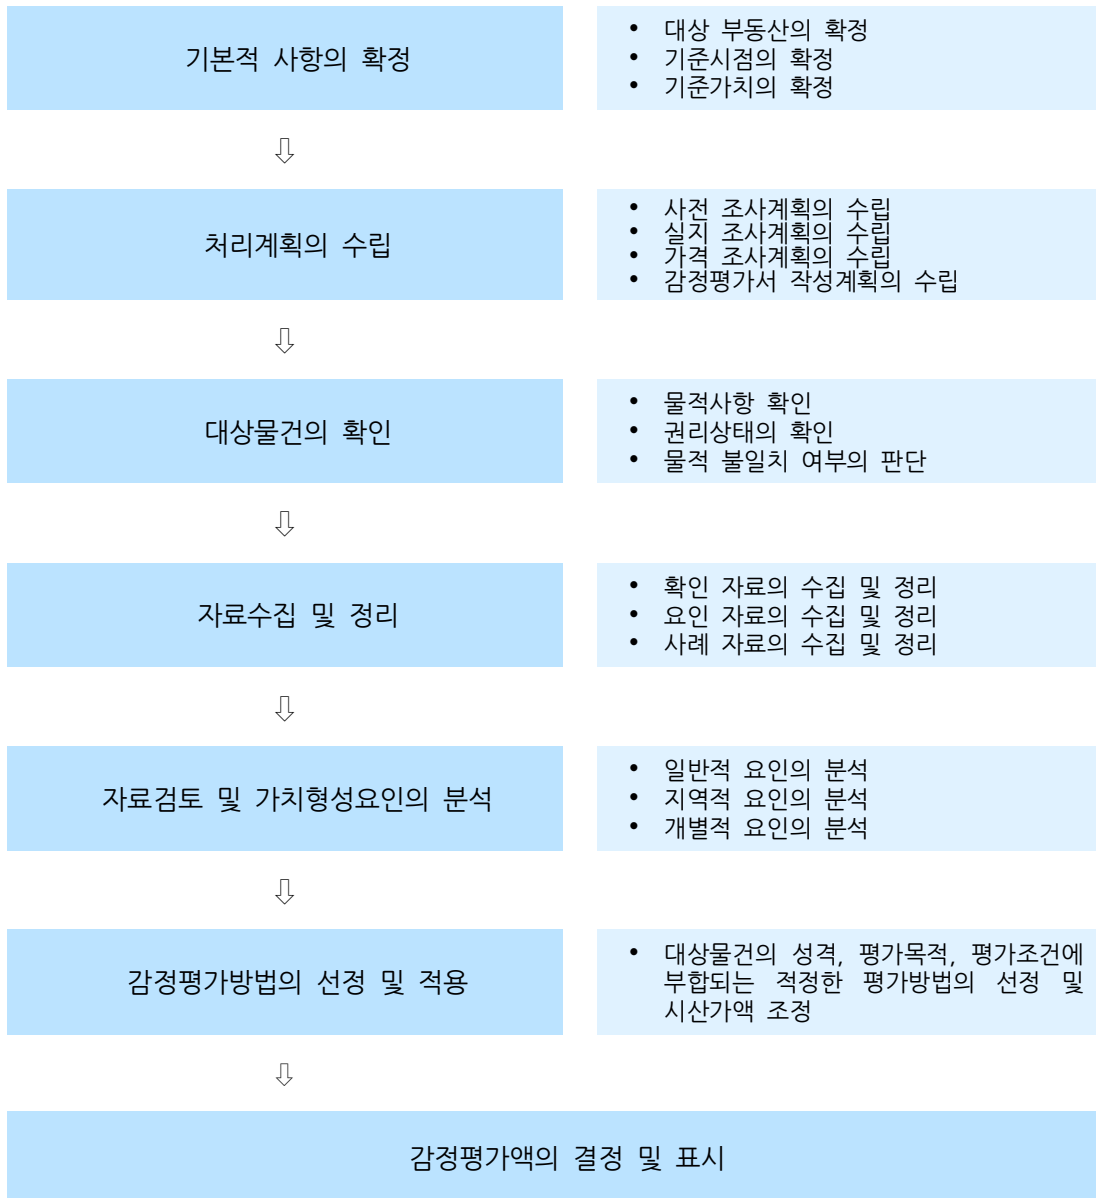 기본적 사항의 확정
• 대상 부동산의 확정
• 기준시점의 확정
• 기준가치의 확정
⇩
처리계획의 수립
• 사전 조사계획의 수립
• 실지 조사계획의 수립
• 가격 조사계획의 수립
• 감정평가서 작성계획의 수립
⇩
대상물건의 확인
• 물적사항 확인
• 권리상태의 확인
• 물적 불일치 여부의 판단
⇩
자료수집 및 정리
• 확인 자료의 수집 및 정리
• 요인 자료의 수집 및 정리
• 사례 자료의 수집 및 정리
⇩
자료검토 및 가치형성요인의 분석
• 일반적 요인의 분석
• 지역적 요인의 분석
• 개별적 요인의 분석
⇩
감정평가방법의 선정 및 적용
• 대상물건의 성격, 평가목적, 평가조건에
부합되는 적정한 평가방법의 선정 및
시산가액 조정
⇩
감정평가액의 결정 및 표시